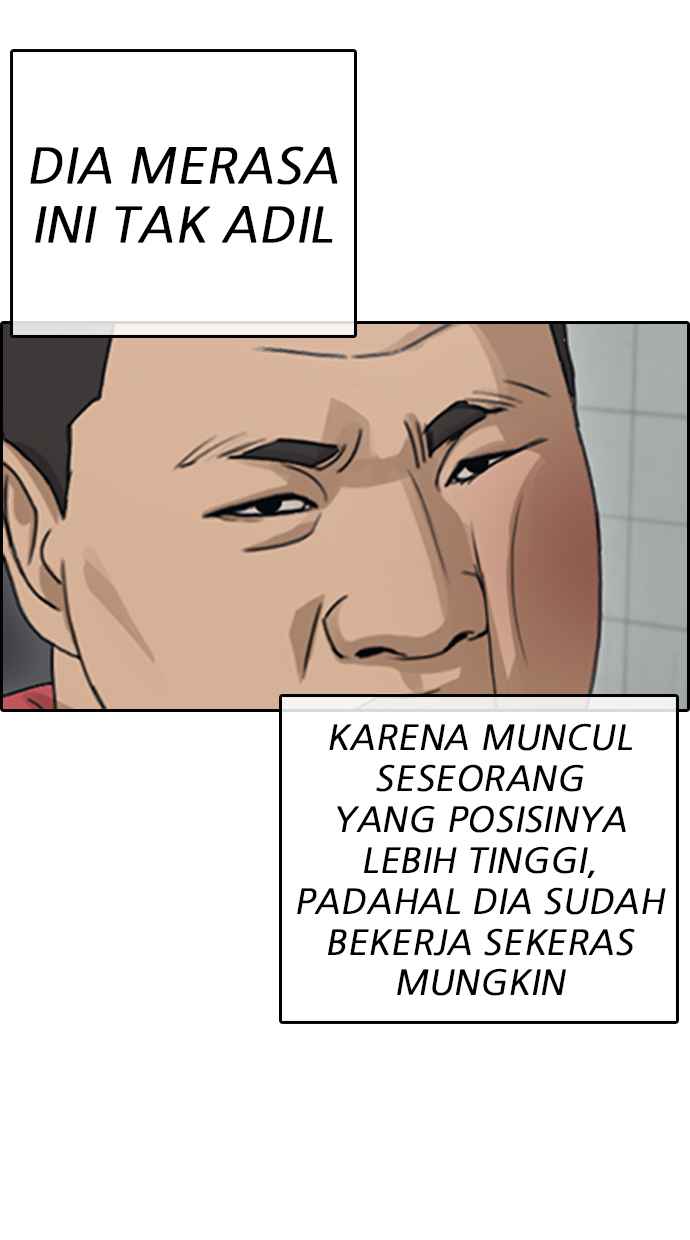 DIA MERASA
INI TAK ADIL
KARENA MUNCUL
SESEORANG
YANG POSISINYA
LEBIH TINGGI,
PADAHAL DIA SUDAH
BEKERJA SEKERAS
MUNGKIN